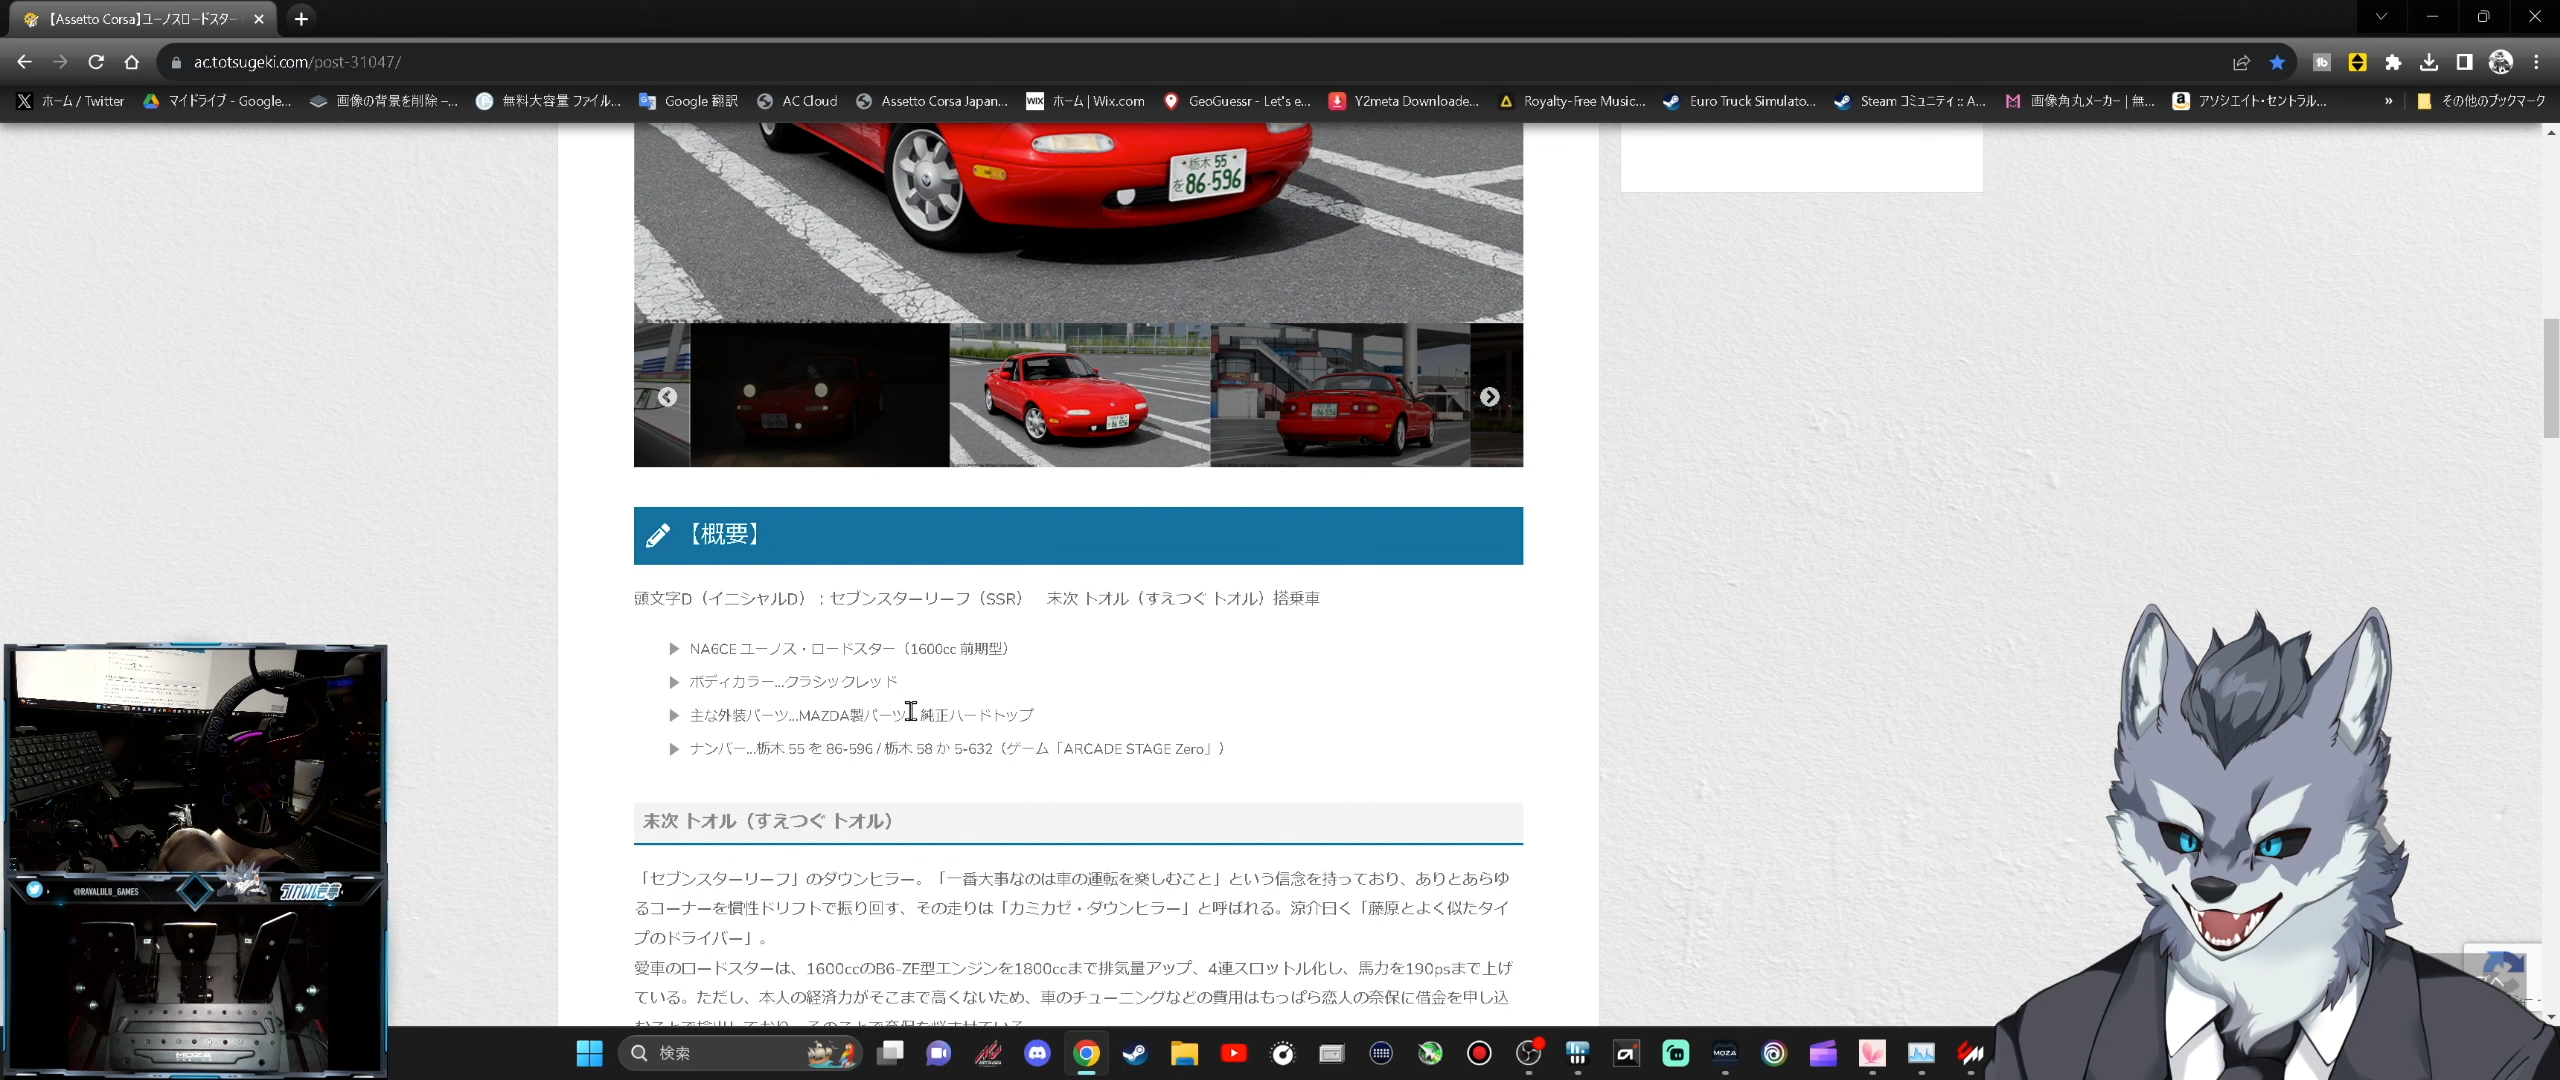 【Assetto Corsa】ユーノスロードスター
ac.totsugeki.com/post-31047/
ホーム / Twitter
マイドライブ - Google...
画像の背景を削除 –...
無料大容量 ファイル...
Google 翻訳
AC Cloud
Assetto Corsa Japan...
WIX ホーム | Wix.com
GeoGuessr - Let's e...
Y2meta Downloade...
Royalty-Free Music...
Euro Truck Simulato...
Steam コミュニティ :: A...
画像角丸メーカー | 無...
アソシエイト・セントラル...
»
その他のブックマーク
栃木 55
を 86-596
【概要】
頭文字D（イニシャルD）：セブンスターリーフ（SSR）　末次 トオル（すえつぐ トオル）搭乗車
NA6CE ユーノス・ロードスター（1600cc 前期型）
ボディカラー...クラシックレッド
主な外装パーツ...MAZDA製パーツ 純正ハードトップ
ナンバー...栃木 55 を 86-596 / 栃木 58 か 5-632（ゲーム「ARCADE STAGE Zero」）
末次 トオル（すえつぐ トオル）
「セブンスターリーフ」のダウンヒラー。「一番大事なのは車の運転を楽しむこと」という信念を持っており、ありとあらゆ
るコーナーを慣性ドリフトで振り回す、その走りは「カミカゼ・ダウンヒラー」と呼ばれる。涼介曰く「藤原とよく似たタイ
プのドライバー」。
愛車のロードスターは、1600ccのB6-ZE型エンジンを1800ccまで排気量アップ、4連スロットル化し、馬力を190psまで上げ
ている。ただし、本人の経済力がそこまで高くないため、車のチューニングなどの費用はもっぱら恋人の奈保に借金を申し込
@RAVALULU_GAMES
MOZA
検索
MOZA